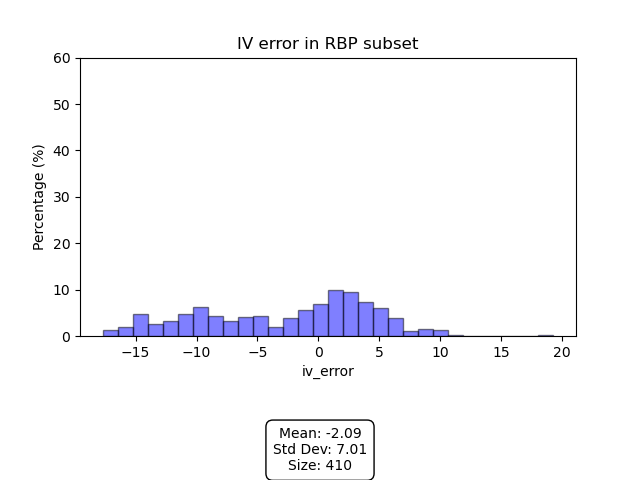 IV error in RBP subset
60
50
40
30
20
10
0
Percentage (%)
−15 −10 −5 0 5 10 15 20
iv_error
Mean: -2.09
Std Dev: 7.01
Size: 410